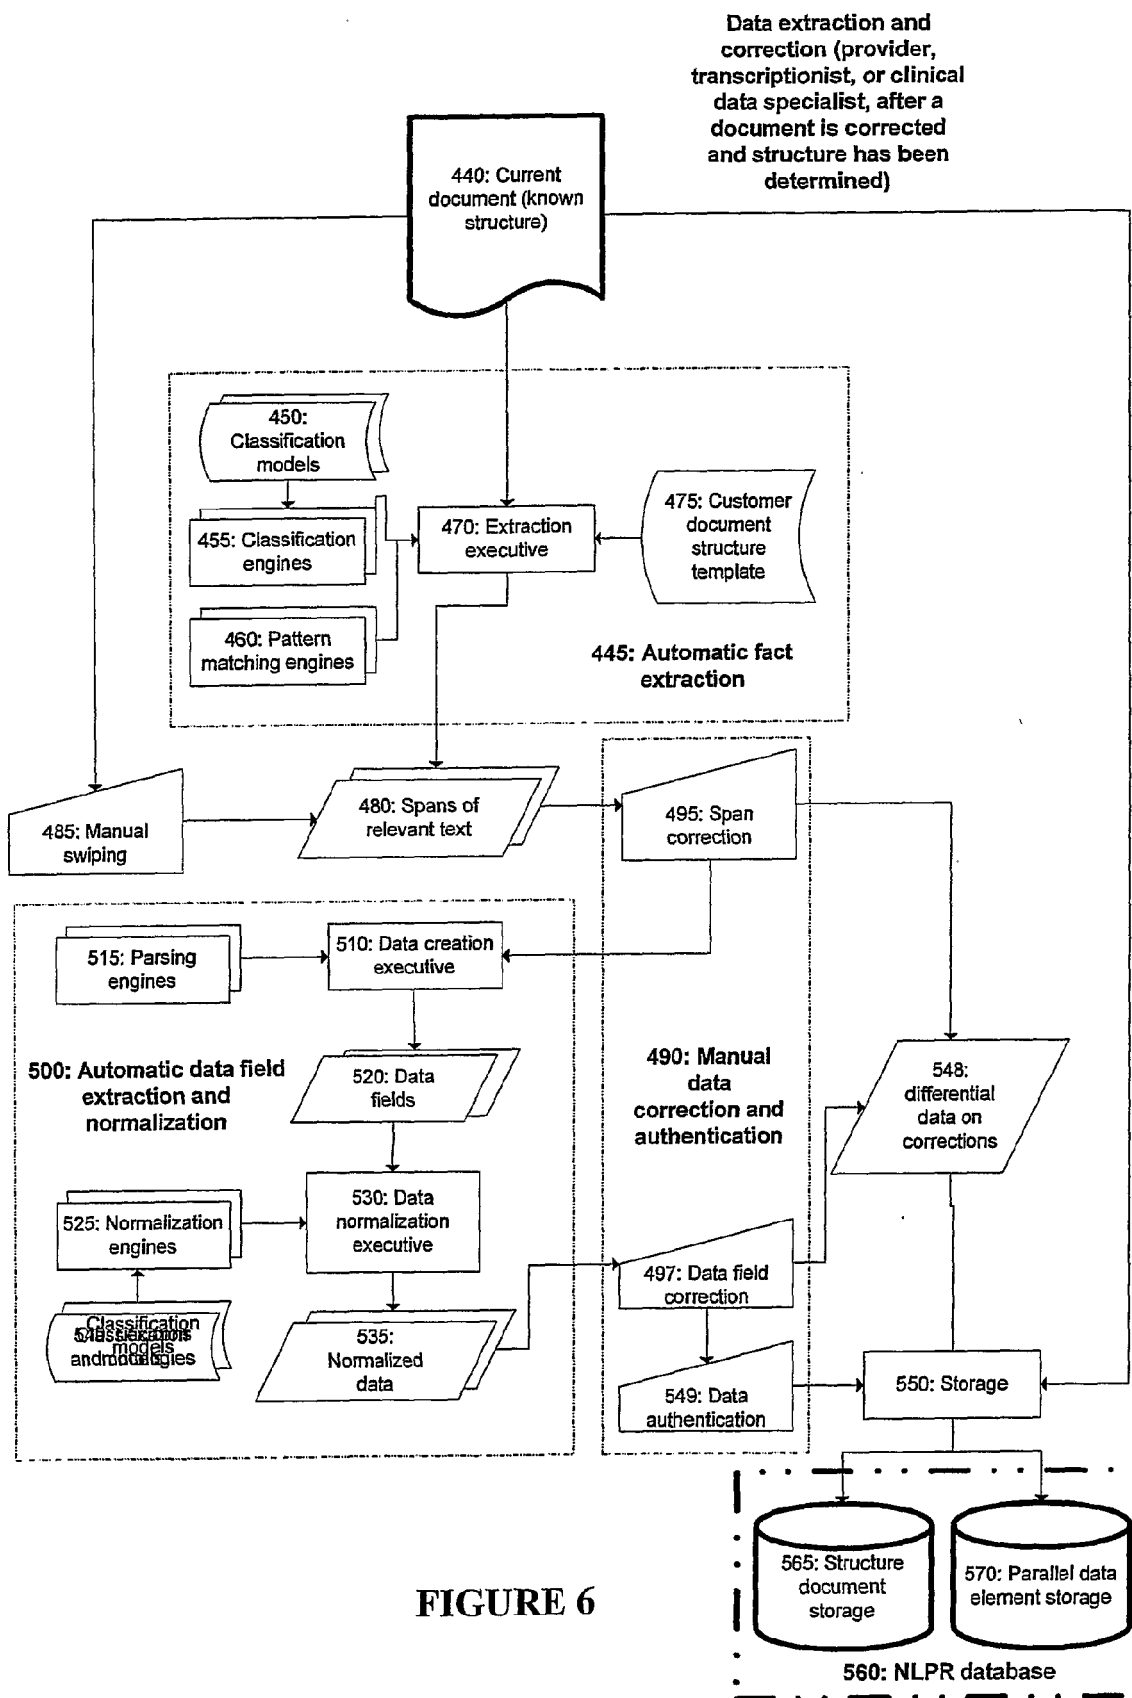 Data extraction and
correction (provider,
transcriptionist, or clinical
data specialist, after a
document is corrected
and structure has been
determined)
440: Current
document (known
structure)
450:
Classification
models
455: Classification
engines
460: Pattern
matching engines
470: Extraction
executive
475: Customer
document
structure
template
445: Automatic fact
extraction
485: Manual
swiping
480: Spans of
relevant text
495: Span
correction
515: Parsing
engines
510: Data creation
executive
500: Automatic data field
extraction and
normalization
520: Data
fields
490: Manual
data
correction and
authentication
548:
differential
data on
corrections
525: Normalization
engines
530: Data
normalization
executive
Classification
models
535:
Normalized
data
497: Data field
correction
549: Data
authentication
550: Storage
565: Structure
document
storage
570: Parallel data
element storage
560: NLPR database
FIGURE 6